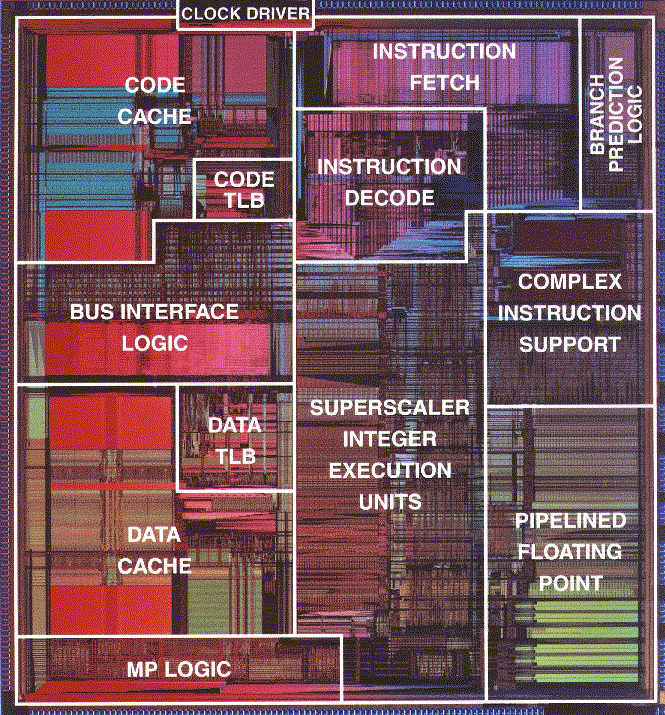 CLOCK DRIVER
CODE
CACHE
INSTRUCTION
FETCH
BRANCH
PREDICTION
LOGIC
CODE
TLB
INSTRUCTION
DECODE
BUS INTERFACE
LOGIC
COMPLEX
INSTRUCTION
SUPPORT
DATA
TLB
SUPERSCALER
INTEGER
EXECUTION
UNITS
DATA
CACHE
PIPELINED
FLOATING
POINT
MP LOGIC